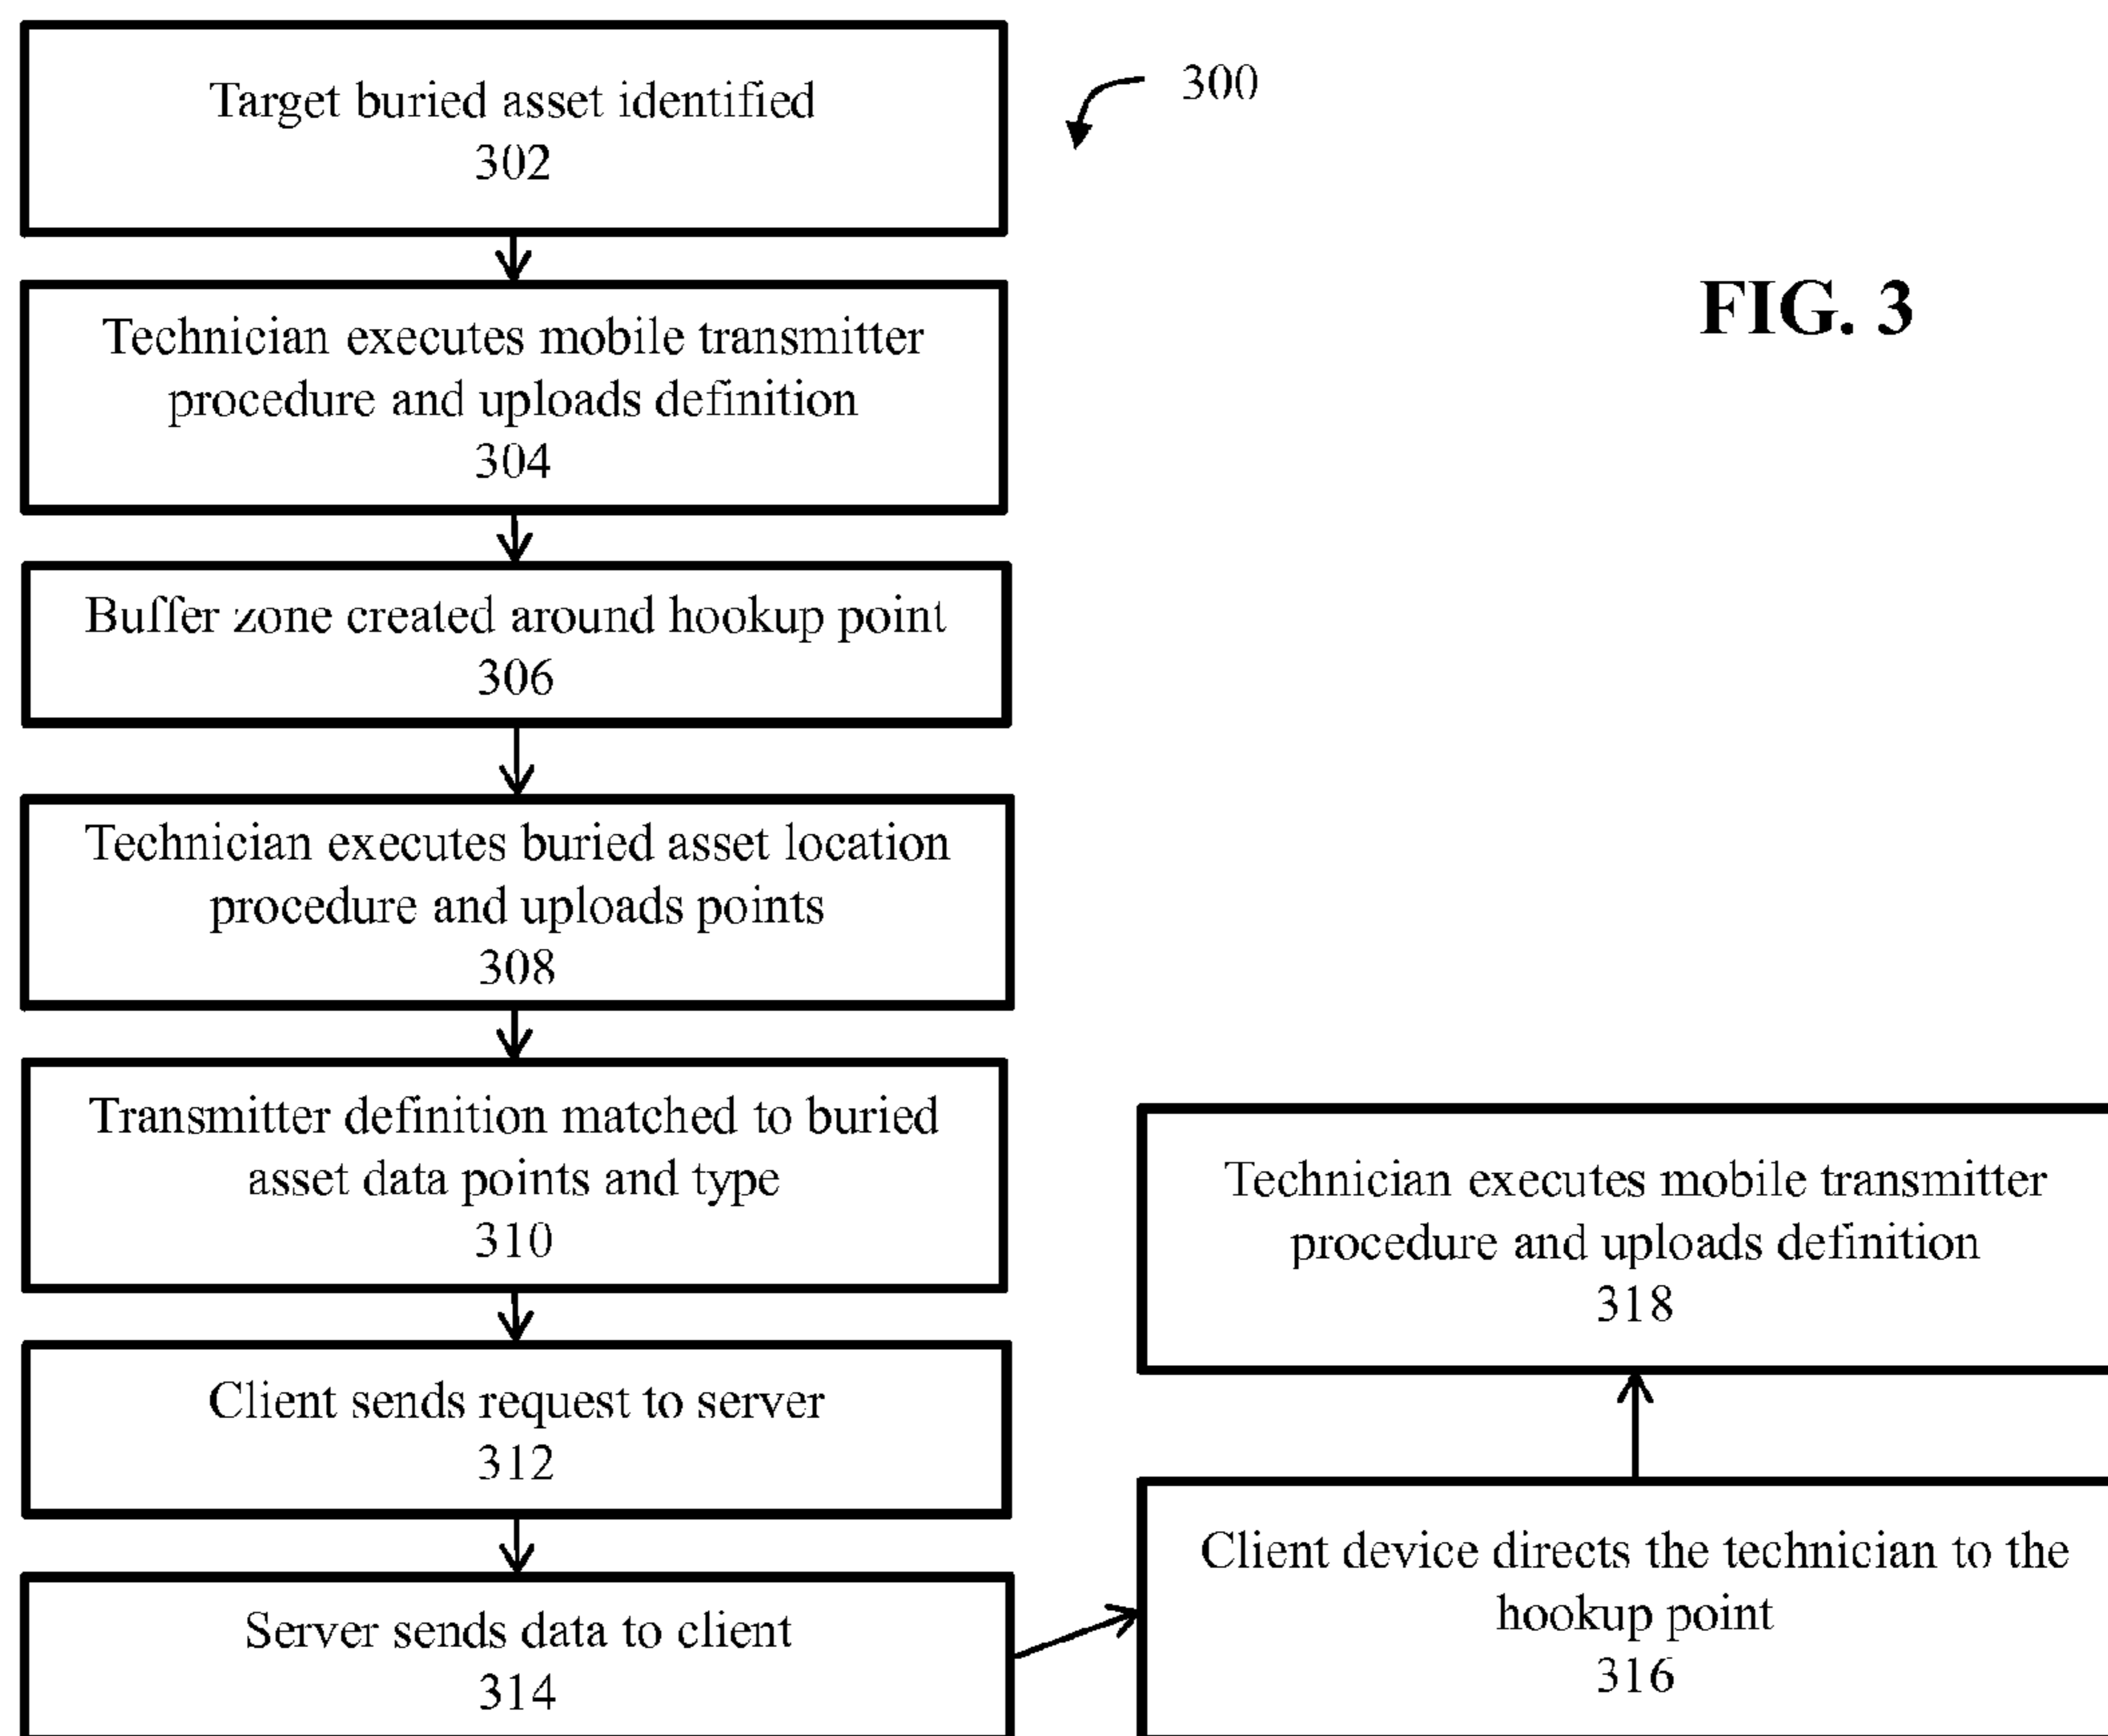 Target buried asset identified
302
300
FIG. 3
Technician executes mobile transmitter
procedure and uploads definition
304
Buffer zone created around hookup point
306
Technician executes buried asset location
procedure and uploads points
308
Transmitter definition matched to buried
asset data points and type
310
Client sends request to server
312
Server sends data to client
314
Client device directs the technician to the
hookup point
316
Technician executes mobile transmitter
procedure and uploads definition
318